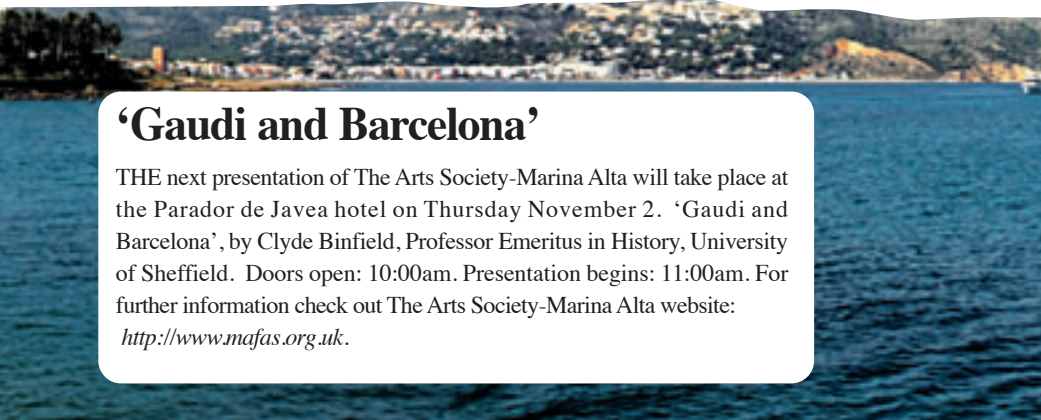 ‘Gaudi and Barcelona’
THE next presentation of The Arts Society-Marina Alta will take place at
the Parador de Javea hotel on Thursday November 2. ‘Gaudi and
Barcelona’, by Clyde Binfield, Professor Emeritus in History, University
of Sheffield. Doors open: 10:00am. Presentation begins: 11:00am. For
further information check out The Arts Society-Marina Alta website:
http://www.mafas.org.uk.